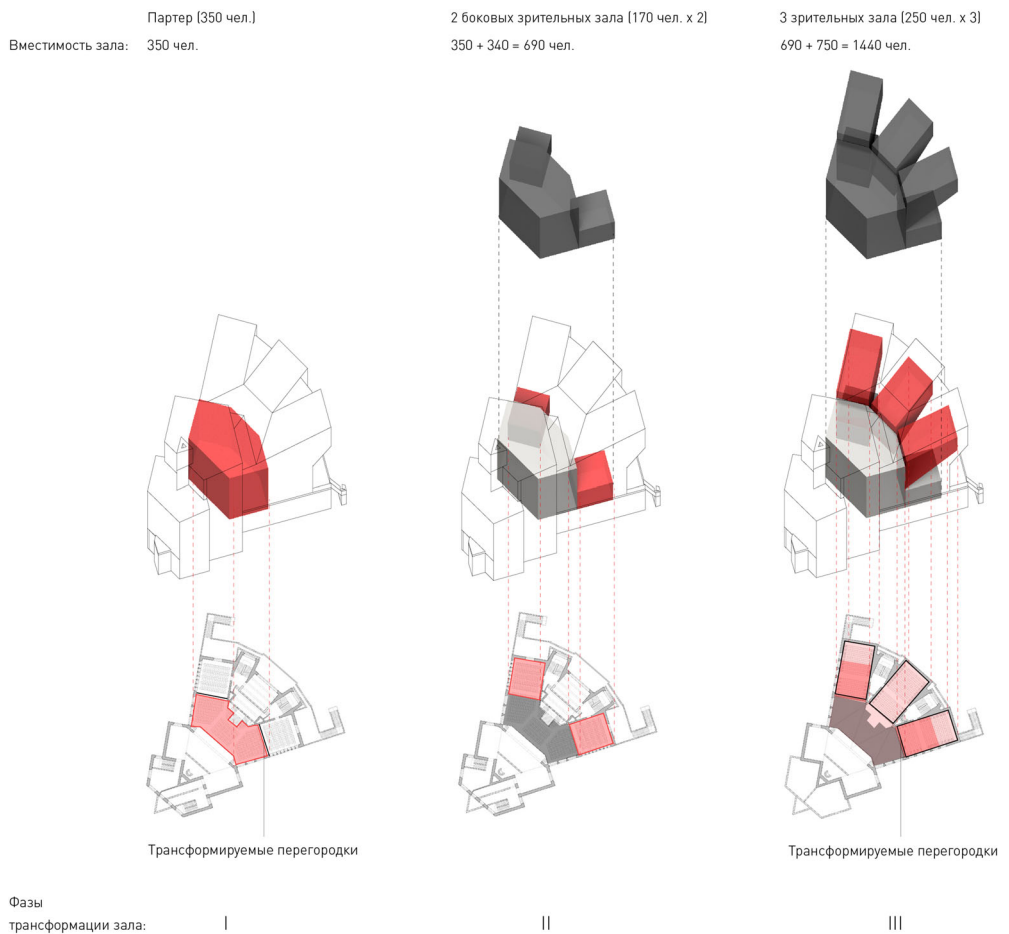 Партер (350 чел.)
2 боковых зрительных зала (170 чел. x 2)
3 зрительных зала (250 чел. x 3)
Вместимость зала:
350 чел.
350 + 340 = 690 чел.
690 + 750 = 1440 чел.
Трансформируемые перегородки
Трансформируемые перегородки
Фазы
трансформации зала:
I
II
III